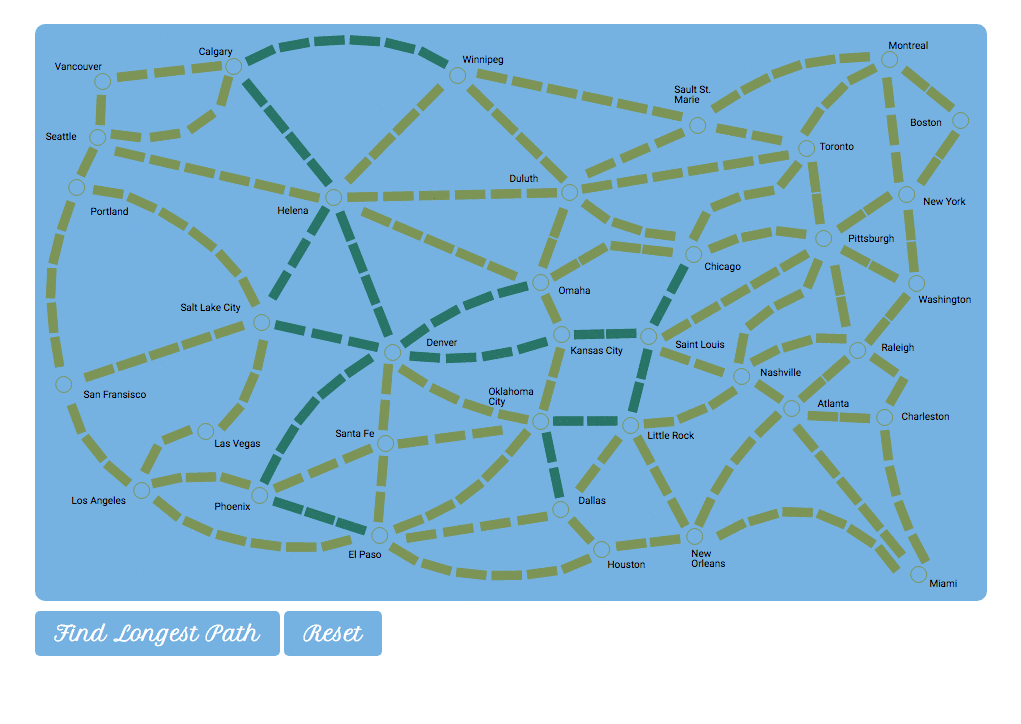 Montreal
Calgary
Winnipeg
Vancouver
Sault St.
Marie
Boston
Seattle
Toronto
Duluth
New York
Portland
Helena
Pittsburgh
Chicago
Omaha
Washington
Salt Lake City
Denver
Saint Louis
Kansas City
Raleigh
Nashville
San Fransisco
Oklahoma
City
Atlanta
Charleston
Santa Fe
Little Rock
Las Vegas
Los Angeles
Phoenix
Dallas
El Paso
New
Orleans
Houston
Miami
Find Longest Path
Reset